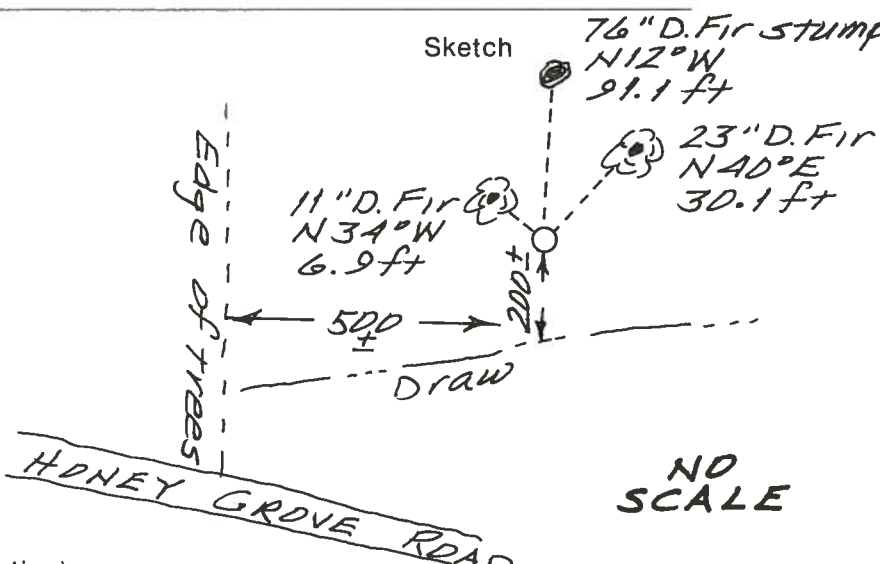 Sketch
76" D. Fir stump
N12°W
91.1 ft
23" D. Fir
N40°E
30.1 ft
11" D. Fir
N34°W
6.9 ft
Edge of trees
200±
500
±
Draw
NO
SCALE
HONEY GROVE ROAD